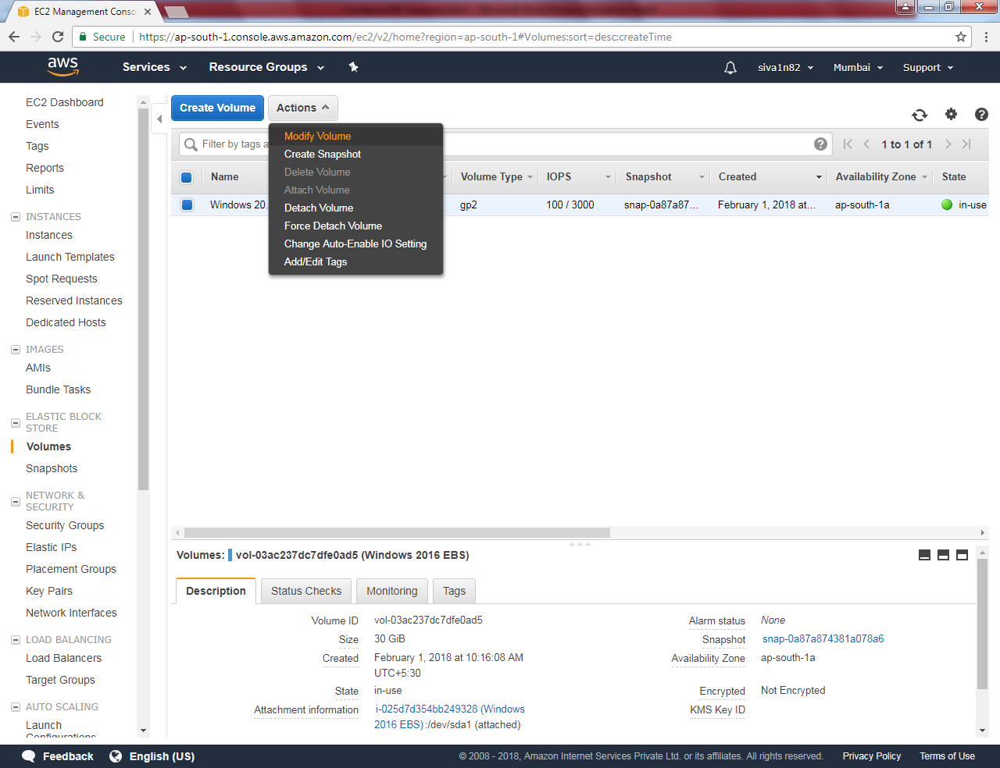 EC2 Management Conso
Secure
https://ap-south-1.console.aws.amazon.com/ec2/v2/home?region=ap-south-1#Volumes:sort=desc:createTime
aws
Services
Resource Groups
siva1n82
Mumbai
Support
EC2 Dashboard
Events
Tags
Reports
Limits
INSTANCES
Instances
Launch Templates
Spot Requests
Reserved Instances
Dedicated Hosts
IMAGES
AMIs
Bundle Tasks
ELASTIC BLOCK
STORE
Volumes
Snapshots
NETWORK &
SECURITY
Security Groups
Elastic IPs
Placement Groups
Key Pairs
Network Interfaces
LOAD BALANCING
Load Balancers
Target Groups
AUTO SCALING
Launch
Configurations
Create Volume
Actions
Modify Volume
Create Snapshot
Delete Volume
Attach Volume
Detach Volume
Force Detach Volume
Change Auto-Enable IO Setting
Add/Edit Tags
Filter by tags a
1 to 1 of 1
Name
Volume Type
IOPS
Snapshot
Created
Availability Zone
State
Windows 20.
gp2
100 / 3000
snap-0a87a87...
February 1, 2018 at...
ap-south-1a
in-use
Volumes:
vol-03ac237dc7dfe0ad5 (Windows 2016 EBS)
Description
Status Checks
Monitoring
Tags
Volume ID
vol-03ac237dc7dfe0ad5
Size
30 GiB
Created
February 1, 2018 at 10:16:08 AM
UTC+5:30
State
in-use
Attachment information
i-025d7d354bb249328 (Windows
2016 EBS):/dev/sda1 (attached)
Alarm status
None
Snapshot
snap-0a87a874381a078a6
Availability Zone
ap-south-1a
Encrypted
Not Encrypted
KMS Key ID
Feedback
English (US)
© 2008 - 2018, Amazon Internet Services Private Ltd. or its affiliates. All rights reserved.
Privacy Policy
Terms of Use